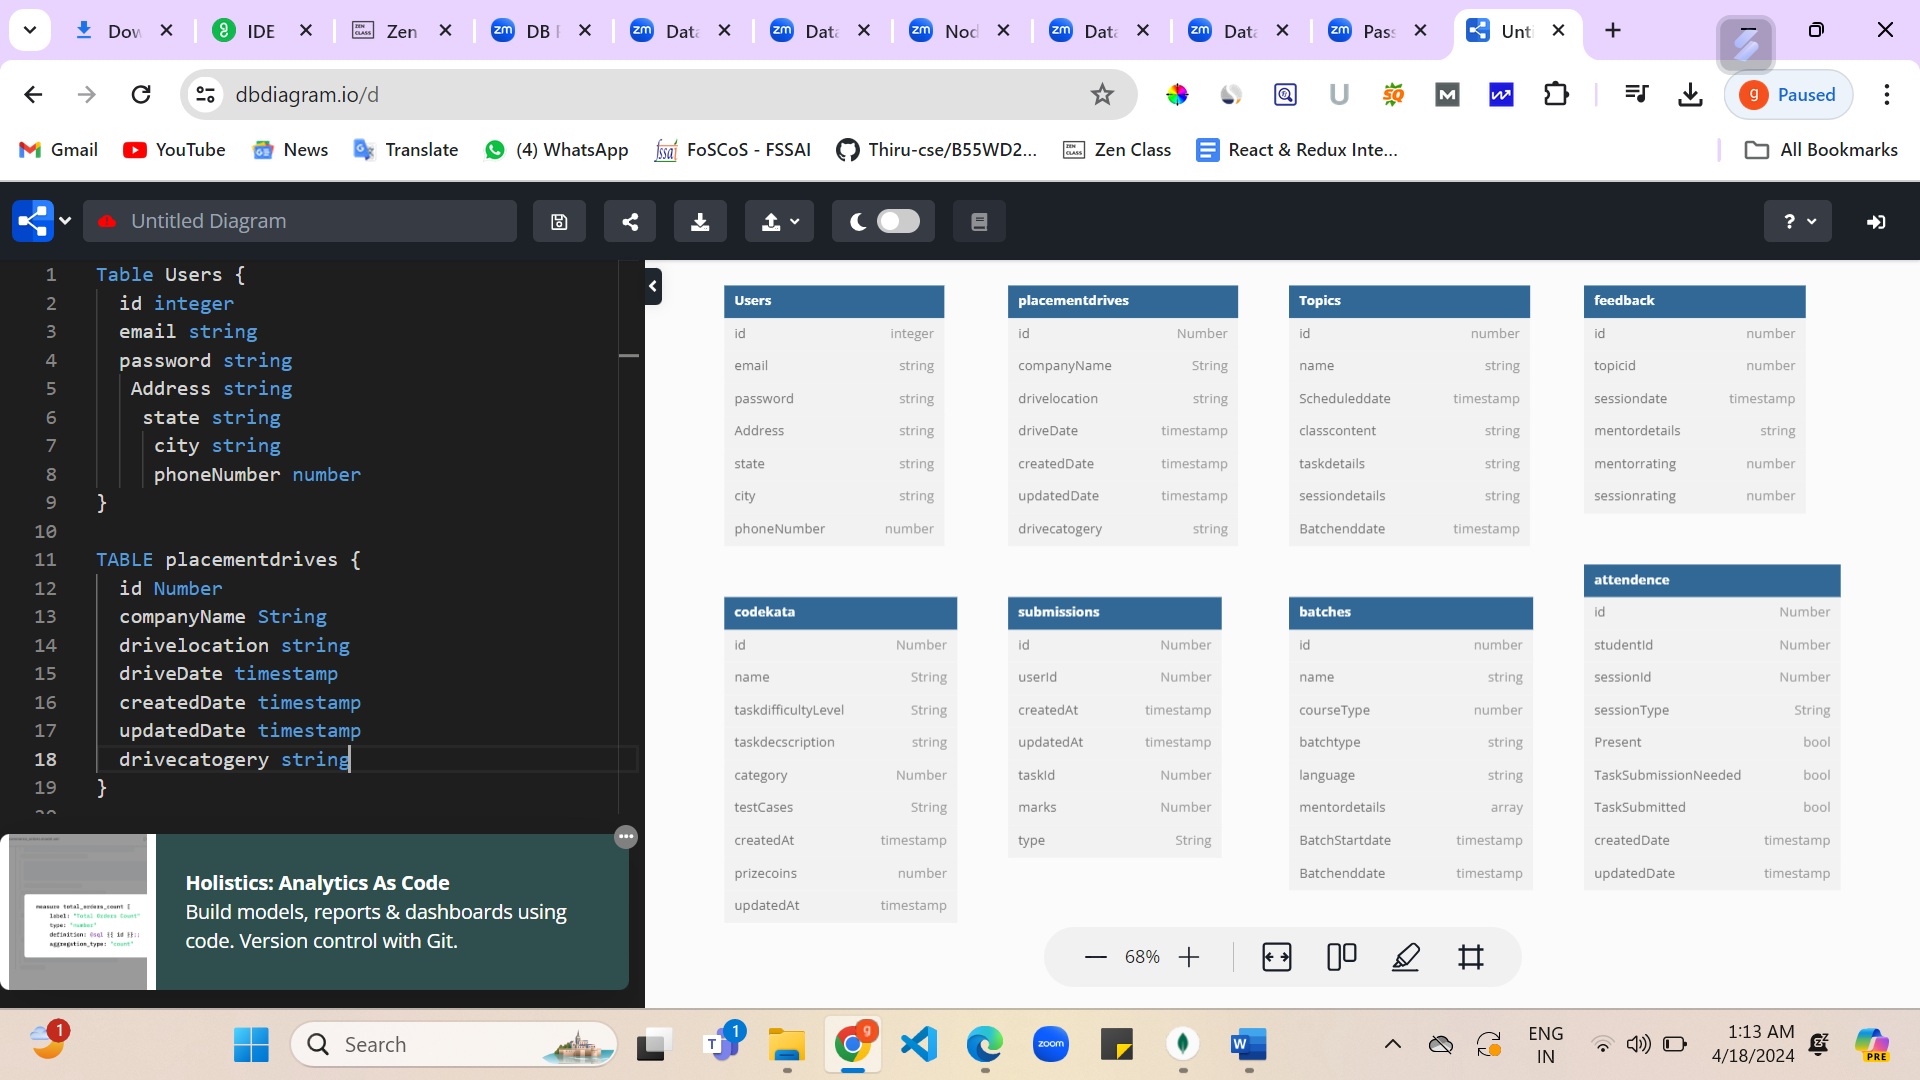 Dow
IDE
Zen
DB
Data
Data
Nod
Data
Data
Pass
Unti
dbdiagram.io/d
g Paused
Gmail
YouTube
News
Translate
(4) WhatsApp
FoSCoS - FSSAI
Thiru-cse/B55WD2...
Zen Class
React & Redux Inte...
All Bookmarks
Untitled Diagram
?
1 Table Users {
2 id integer
3 email string
4 password string
5 Address string
6 state string
7 city string
8 phoneNumber number
9 }
10
11 TABLE placementdrives {
12 id Number
13 companyName String
14 drivelocation string
15 driveDate timestamp
16 createdDate timestamp
17 updatedDate timestamp
18 drivecatogery string
19 }
Holistics: Analytics As Code
Build models, reports & dashboards using
code. Version control with Git.
Users
id integer
email string
password string
Address string
state string
city string
phoneNumber number
placementdrives
id Number
companyName String
drivelocation string
driveDate timestamp
createdDate timestamp
updatedDate timestamp
drivecatogery string
Topics
id number
name string
Scheduleddate timestamp
classcontent string
taskdetails string
sessiondetails string
Batchenddate timestamp
feedback
id number
topicid number
sessiondate timestamp
mentordetails string
mentorrating number
sessionrating number
codekata
id Number
name String
taskdifficultyLevel String
taskdecscription string
category Number
testCases String
createdAt timestamp
prizecoins number
updatedAt timestamp
submissions
id Number
userId Number
createdAt timestamp
updatedAt timestamp
taskId Number
marks Number
type String
batches
id number
name string
courseType number
batchtype string
language string
mentordetails array
BatchStartdate timestamp
Batchenddate timestamp
attendence
id Number
studentId Number
sessionId Number
sessionType String
Present bool
TaskSubmissionNeeded bool
TaskSubmitted bool
createdDate timestamp
updatedDate timestamp
68%
1
Search
1
ENG
IN
1:13 AM
4/18/2024
PRE